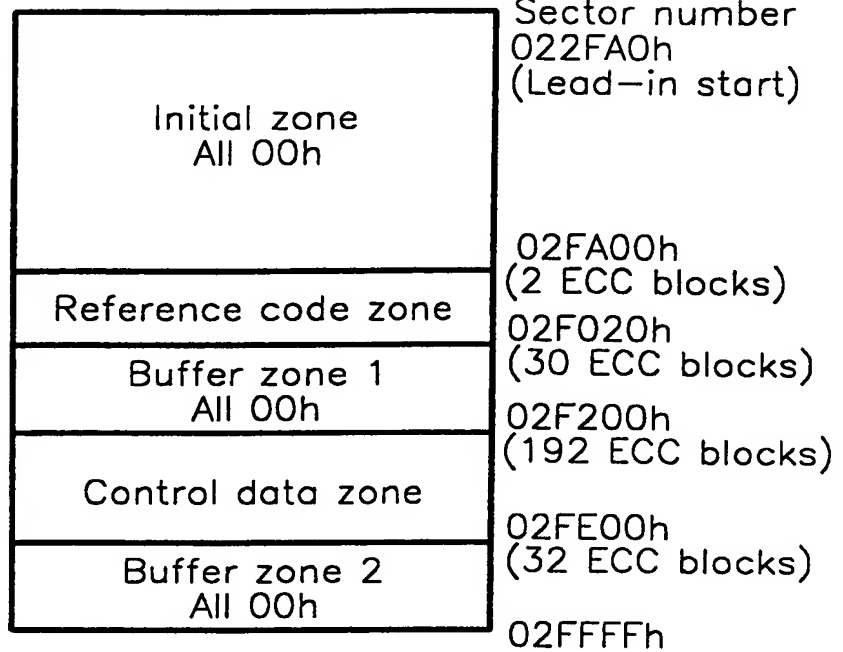 Sector number
022FA0h
(Lead-in start)
Initial zone
All 00h
02FA00h
(2 ECC blocks)
Reference code zone
02F020h
(30 ECC blocks)
Buffer zone 1
All 00h
02F200h
(192 ECC blocks)
Control data zone
02FE00h
(32 ECC blocks)
Buffer zone 2
All 00h
02FFFFh